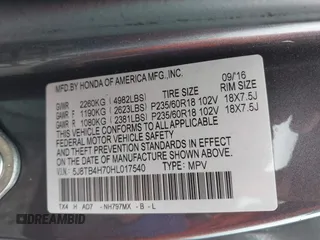 MFD. BY HONDA OF AMERICA MFG., INC. 09/16
TIRE SIZE RIM SIZE
GVWR 2260KG ( 4982LBS)
GAWR F 1190KG ( 2623LBS) P235/60R18 102V 18X7.5J
GAWR R 1080KG ( 2381LBS) P235/60R18 102V 18X7.5J
THIS VEHICLE CONFORMS TO ALL APPLICABLE
FEDERAL MOTOR VEHICLE SAFETY AND
THEFT PREVENTION STANDARDS IN EFFECT ON
THE DATE OF MANUFACTURE SHOWN ABOVE.
V.I.N.: 5J8TB4H70HL017540 TYPE: MPV
TX4 H AD7 - NH797MX - B - L
DREAMBID